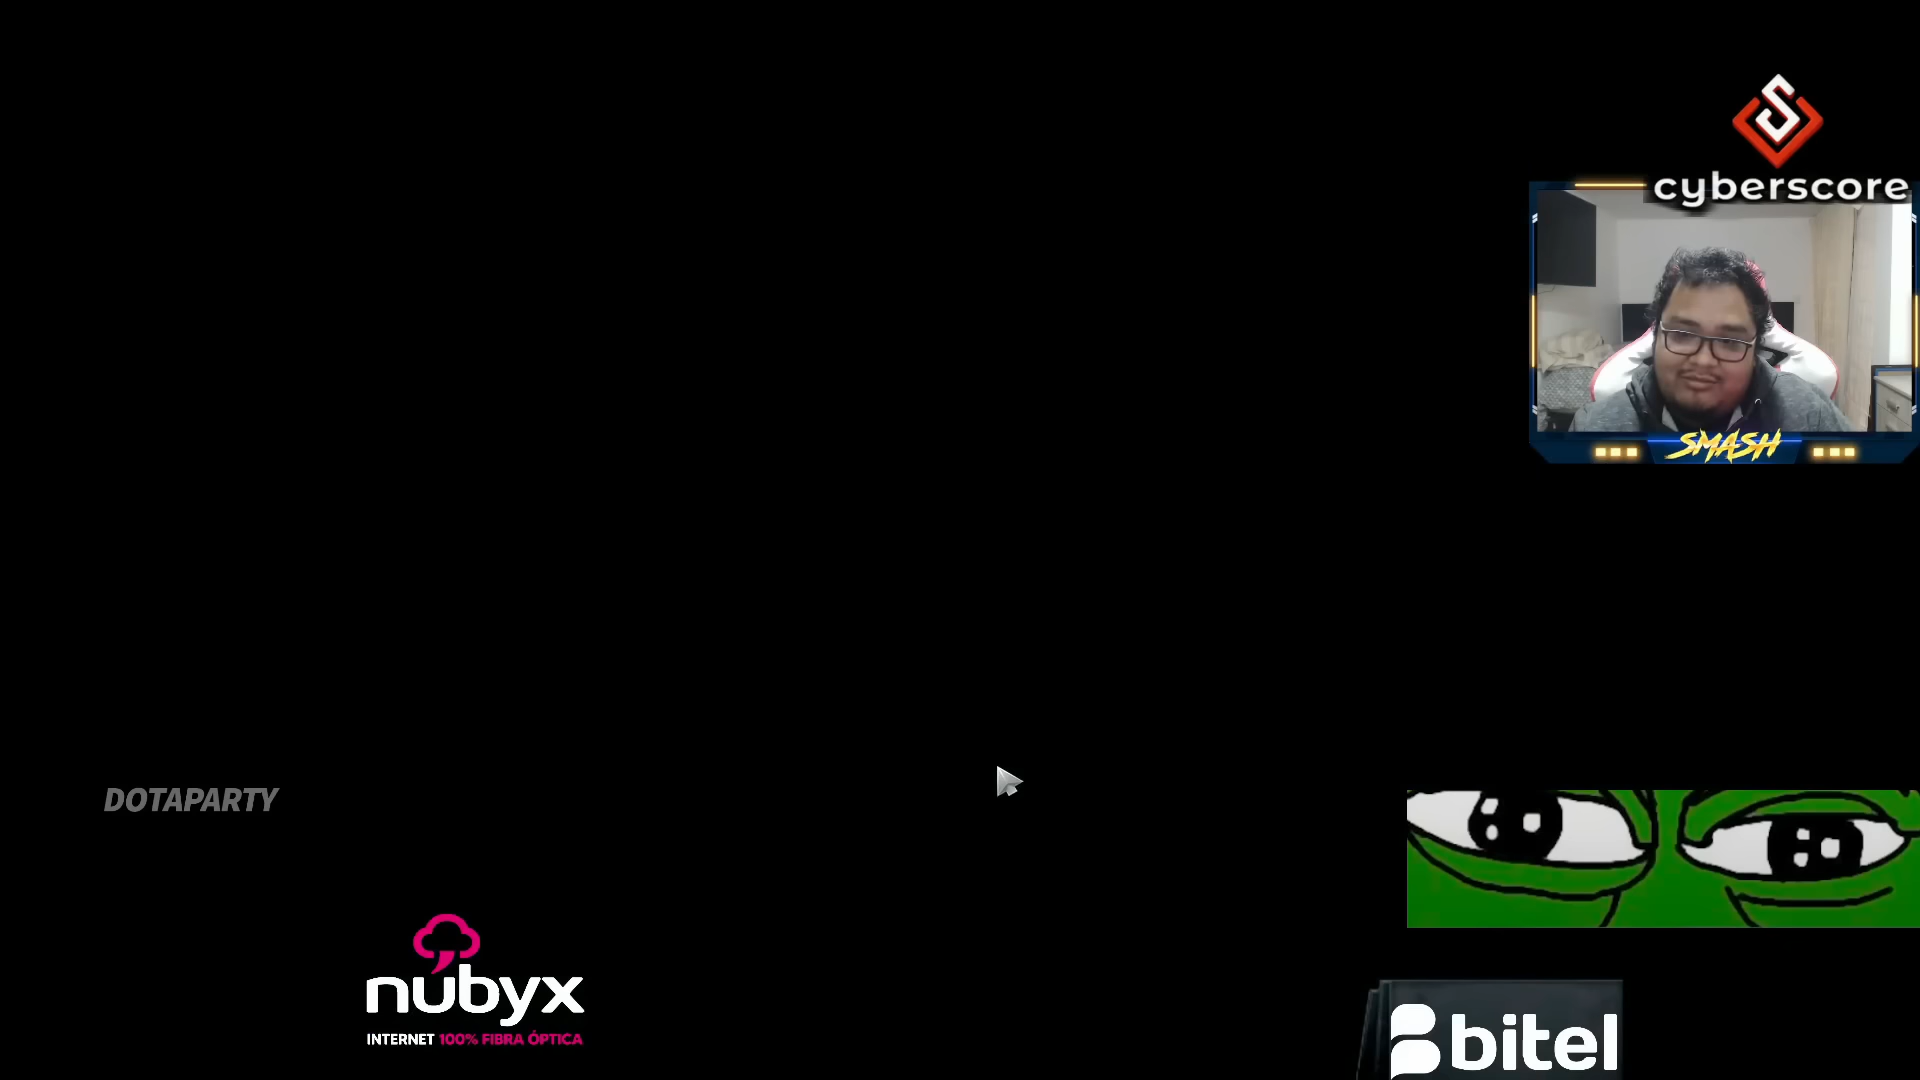 cyberscore
SMASH
DOTAPARTY
nubyx
INTERNET 100% FIBRA ÓPTICA
bitel